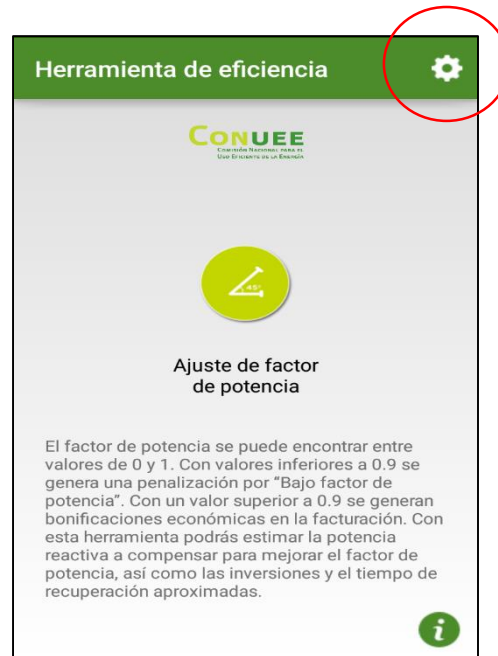 Herramienta de eficiencia
CONUEE
COMISIÓN NACIONAL PARA EL
USO EFICIENTE DE LA ENERGÍA
45°
Ajuste de factor
de potencia
El factor de potencia se puede encontrar entre
valores de 0 y 1. Con valores inferiores a 0.9 se
genera una penalización por “Bajo factor de
potencia”. Con un valor superior a 0.9 se generan
bonificaciones económicas en la facturación. Con
esta herramienta podrás estimar la potencia
reactiva a compensar para mejorar el factor de
potencia, así como las inversiones y el tiempo de
recuperación aproximadas.
i